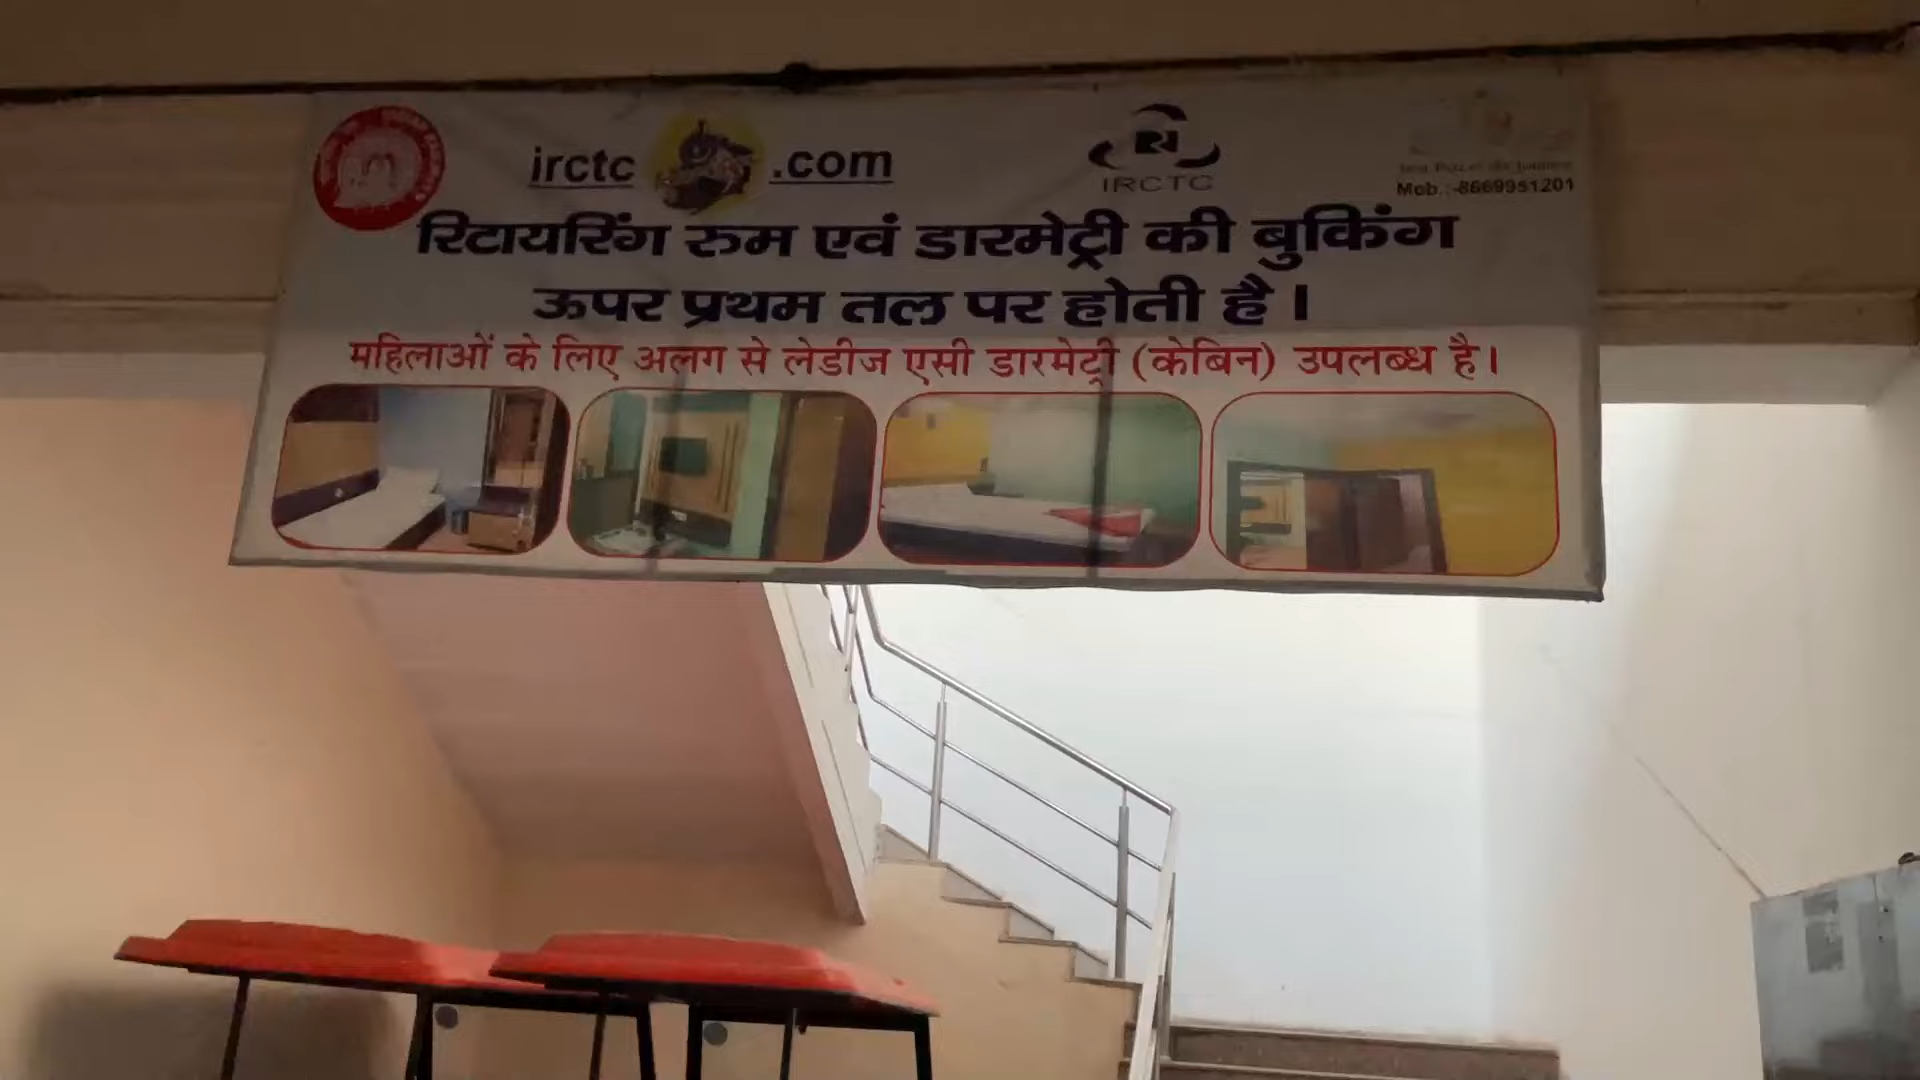 irctc .com
IRCTC
Mob.:-8669951201
रिटायरिंग रुम एवं डारमेट्री की बुकिंग
ऊपर प्रथम तल पर होती है।
महिलाओं के लिए अलग से लेडीज एसी डारमेट्री (केबिन) उपलब्ध है।